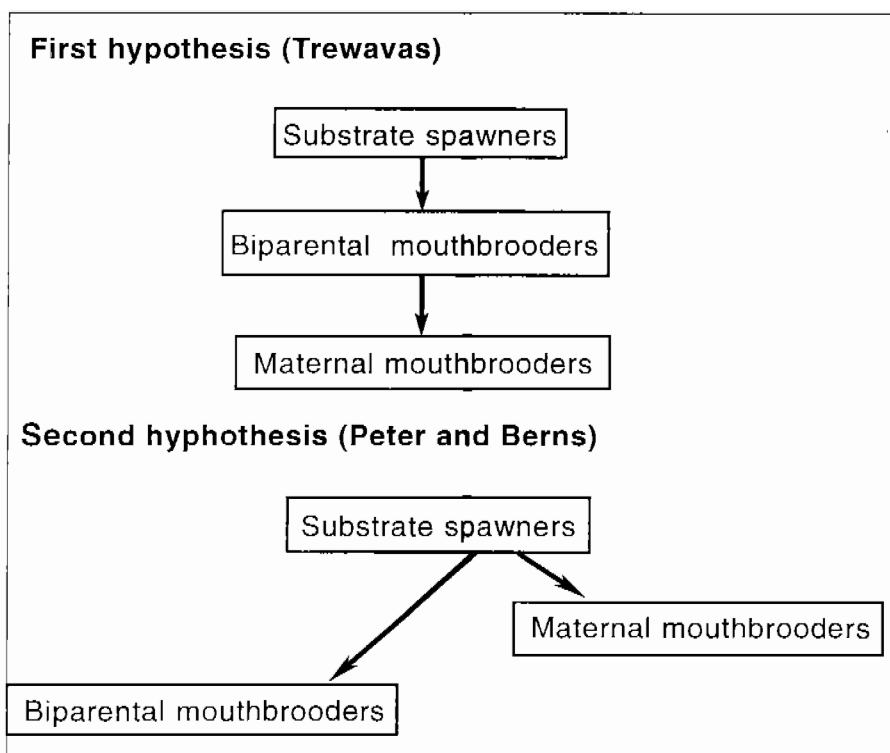 First hypothesis (Trewavas)
Substrate spawners
Biparental mouthbrooders
Maternal mouthbrooders
Second hyphothesis (Peter and Berns)
Substrate spawners
Maternal mouthbrooders
Biparental mouthbrooders